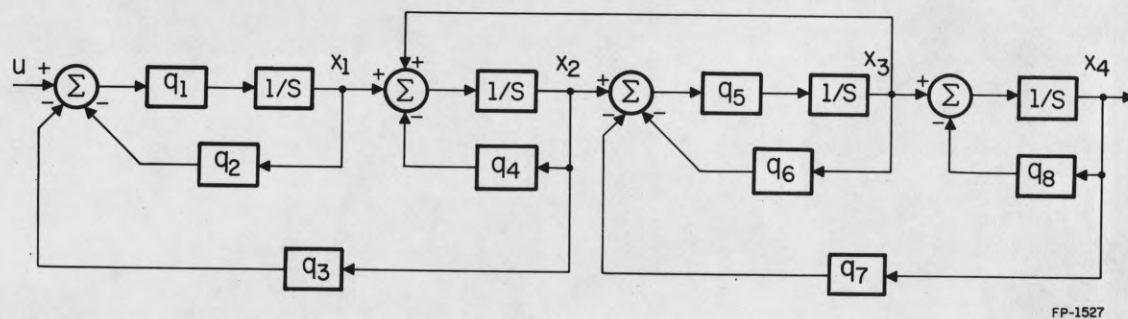 u + Σ - - q1 1/S x1 + + Σ - 1/S x2 + Σ - - q5 1/S x3 + Σ - 1/S x4
q2 q4 q6 q8
q3 q7
FP-1527